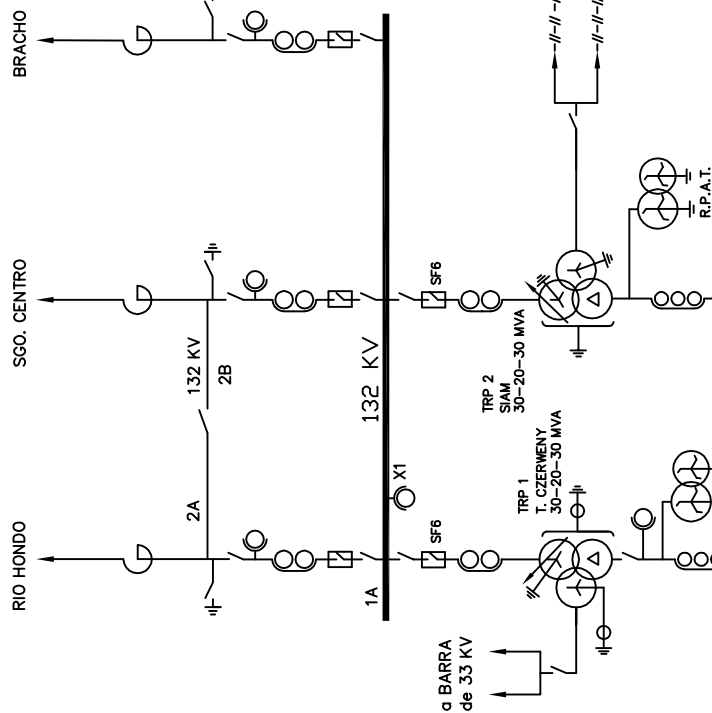 BRACHO
SGO. CENTRO
RIO HONDO
132 KV
2B
2A
132 KV
X1
1A
SF6
SF6
TRP 2
SIAM
30-20-30 MVA
TRP 1
T. CZERWENY
30-20-30 MVA
R.P.A.T.
a BARRA
de 33 KV